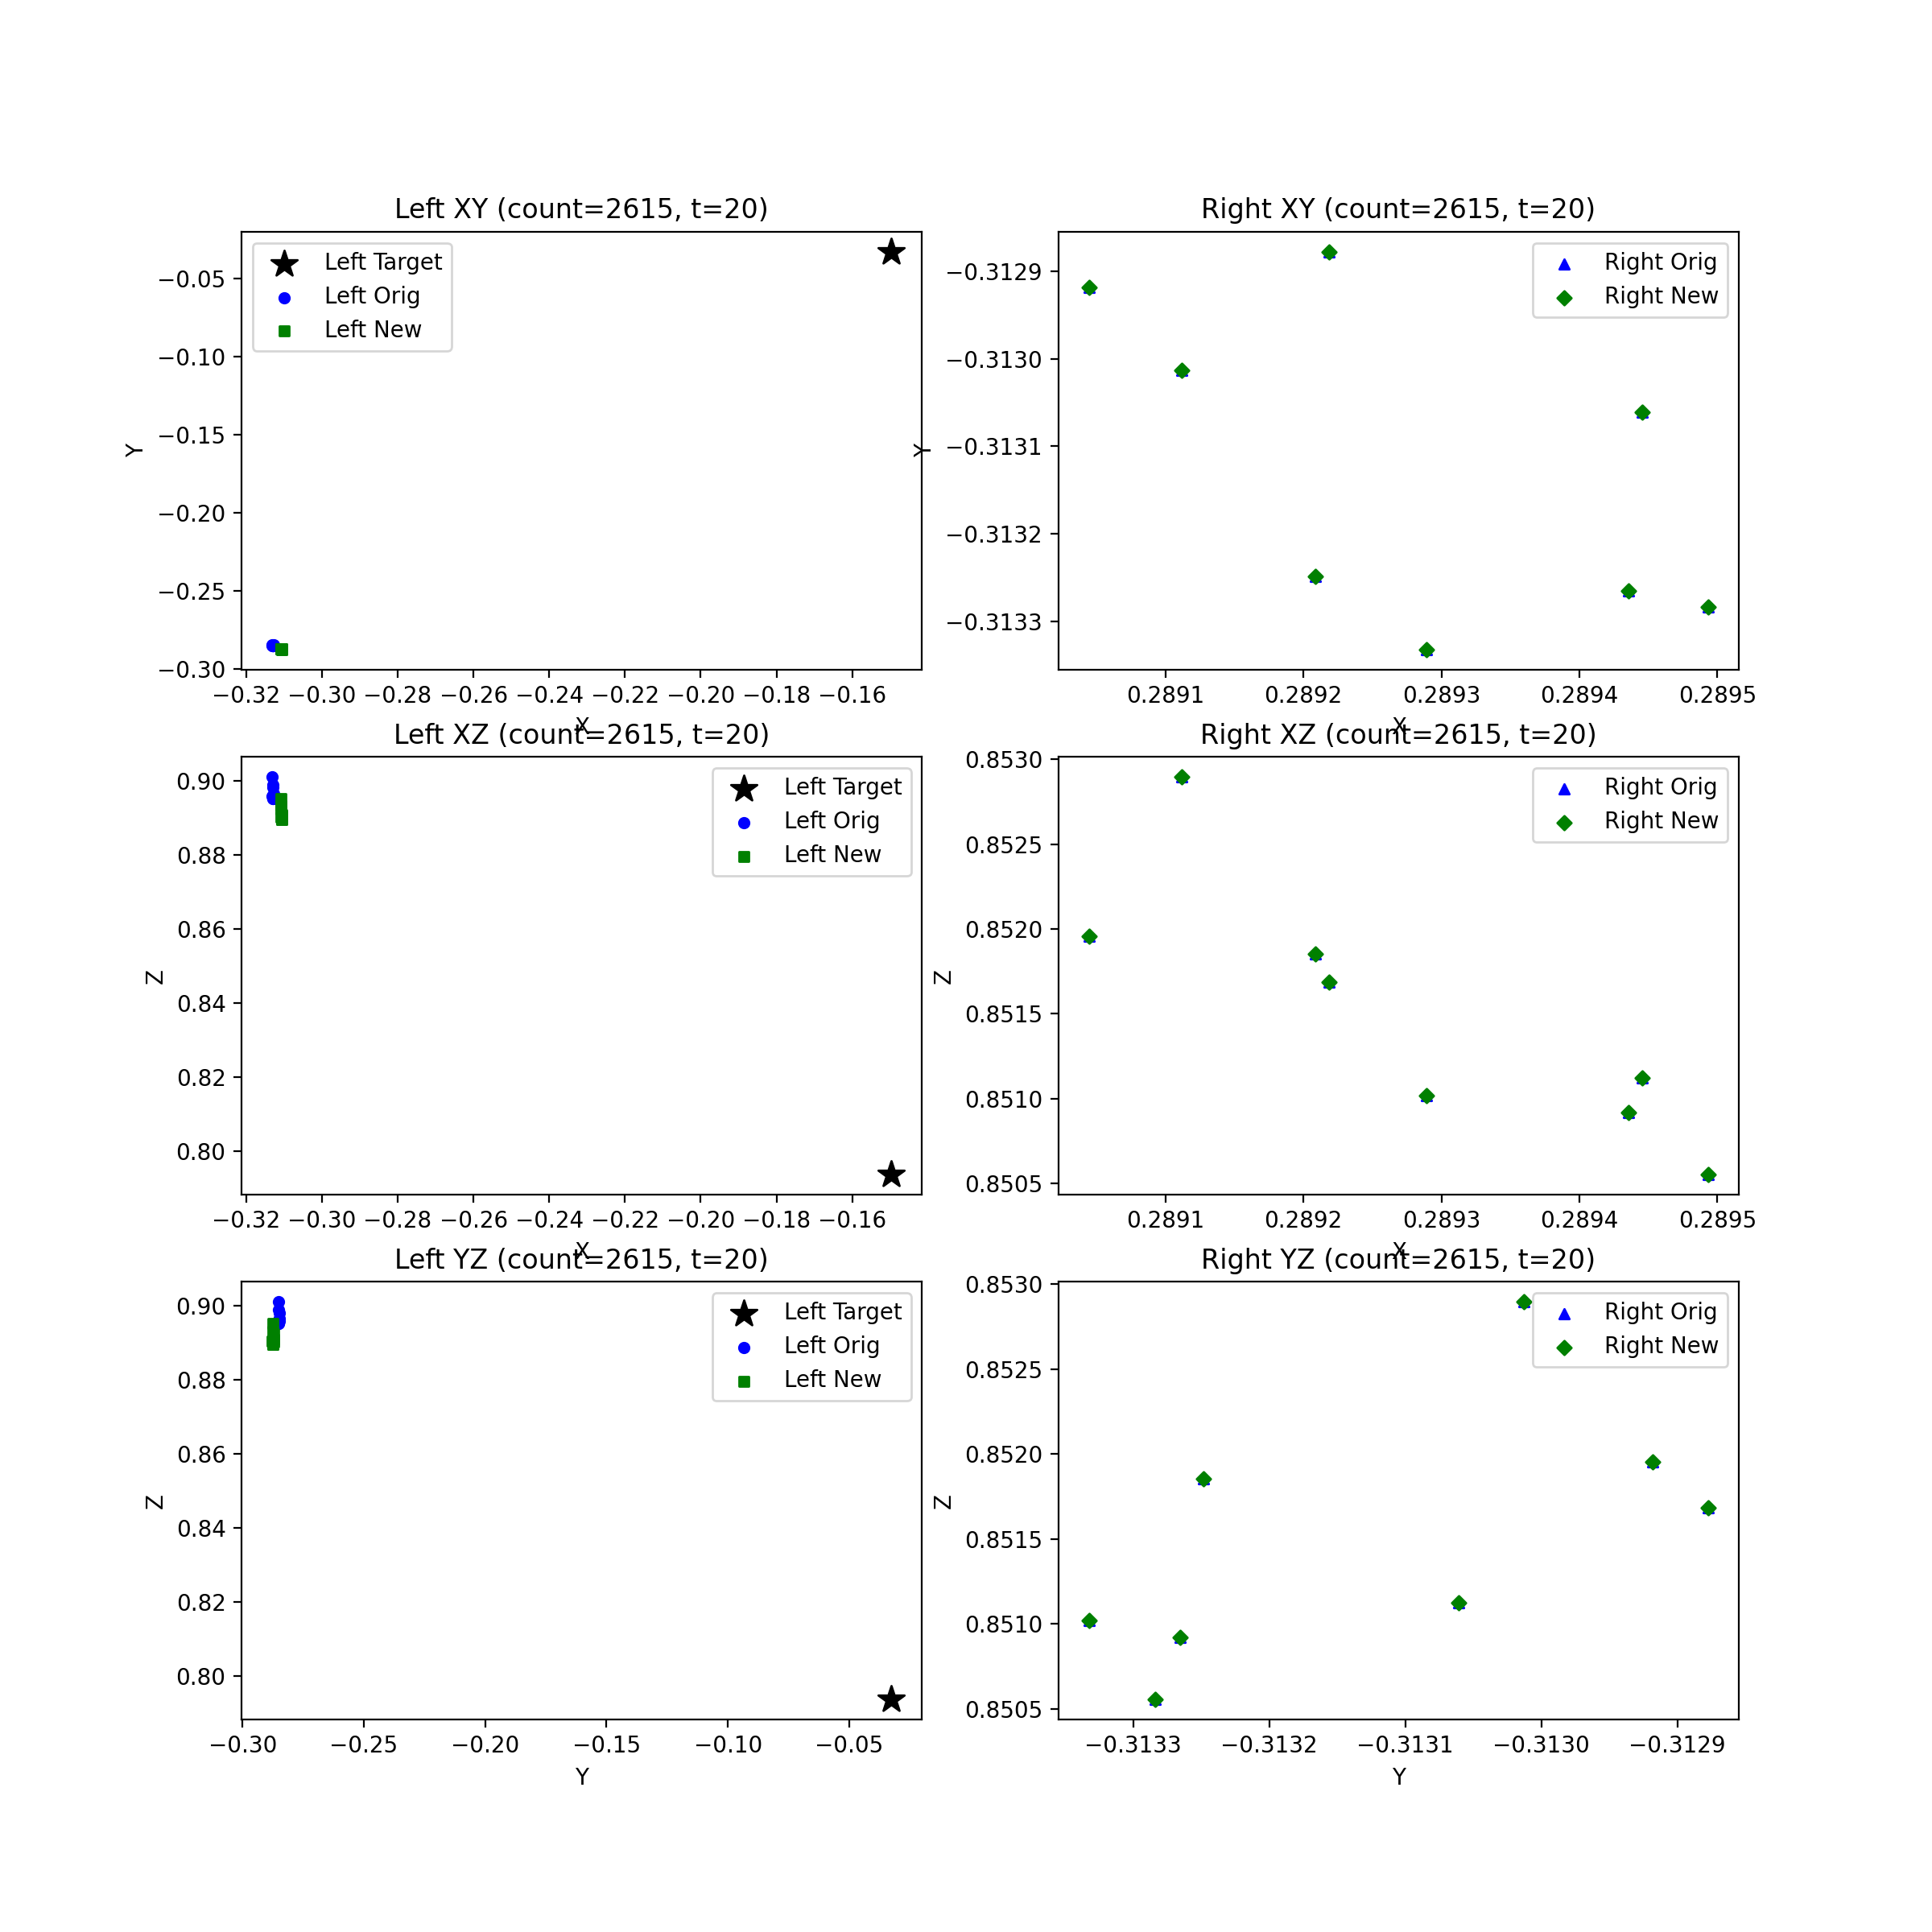 Left XY (count=2615, t=20)
Left Target
Left Orig
Left New
−0.05
−0.10
−0.15
−0.20
−0.25
−0.30
Y
−0.32 −0.30 −0.28 −0.26 −0.24 −0.22 −0.20 −0.18 −0.16
X
Right XY (count=2615, t=20)
Right Orig
Right New
−0.3129
−0.3130
−0.3131
−0.3132
−0.3133
Y
0.2891 0.2892 0.2893 0.2894 0.2895
X
Left XZ (count=2615, t=20)
Left Target
Left Orig
Left New
0.90
0.88
0.86
0.84
0.82
0.80
Z
−0.32 −0.30 −0.28 −0.26 −0.24 −0.22 −0.20 −0.18 −0.16
X
Right XZ (count=2615, t=20)
Right Orig
Right New
0.8530
0.8525
0.8520
0.8515
0.8510
0.8505
Z
0.2891 0.2892 0.2893 0.2894 0.2895
X
Left YZ (count=2615, t=20)
Left Target
Left Orig
Left New
0.90
0.88
0.86
0.84
0.82
0.80
Z
−0.30 −0.25 −0.20 −0.15 −0.10 −0.05
Y
Right YZ (count=2615, t=20)
Right Orig
Right New
0.8530
0.8525
0.8520
0.8515
0.8510
0.8505
Z
−0.3133 −0.3132 −0.3131 −0.3130 −0.3129
Y